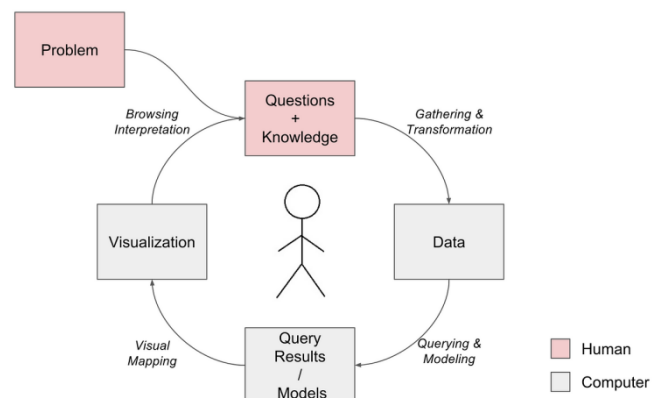 Problem
Browsing
Interpretation
Questions
+
Knowledge
Gathering &
Transformation
Visualization
Data
Visual
Mapping
Query
Results
/
Models
Querying &
Modeling
Human
Computer